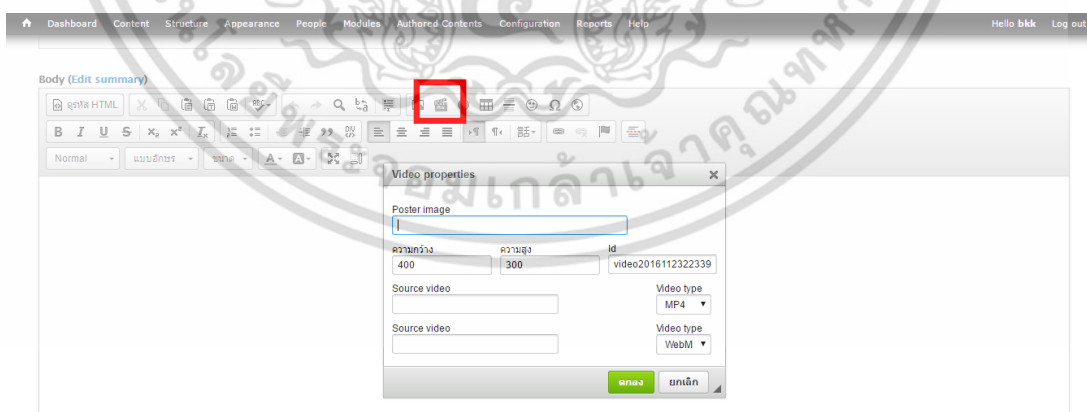 Dashboard Content Structure Appearance People Modules Authored Contents Configuration Reports Help Hello bkk Log out
Body (Edit summary)
ดูรหัส HTML
B I U S x₂ x² Iₓ
Normal แบบอักษร ขนาด A A
Video properties
Poster image
ความกว้าง ความสูง Id
400 300 video2016112322339
Source video Video type
MP4
Source video Video type
WebM
ตกลง ยกเลิก